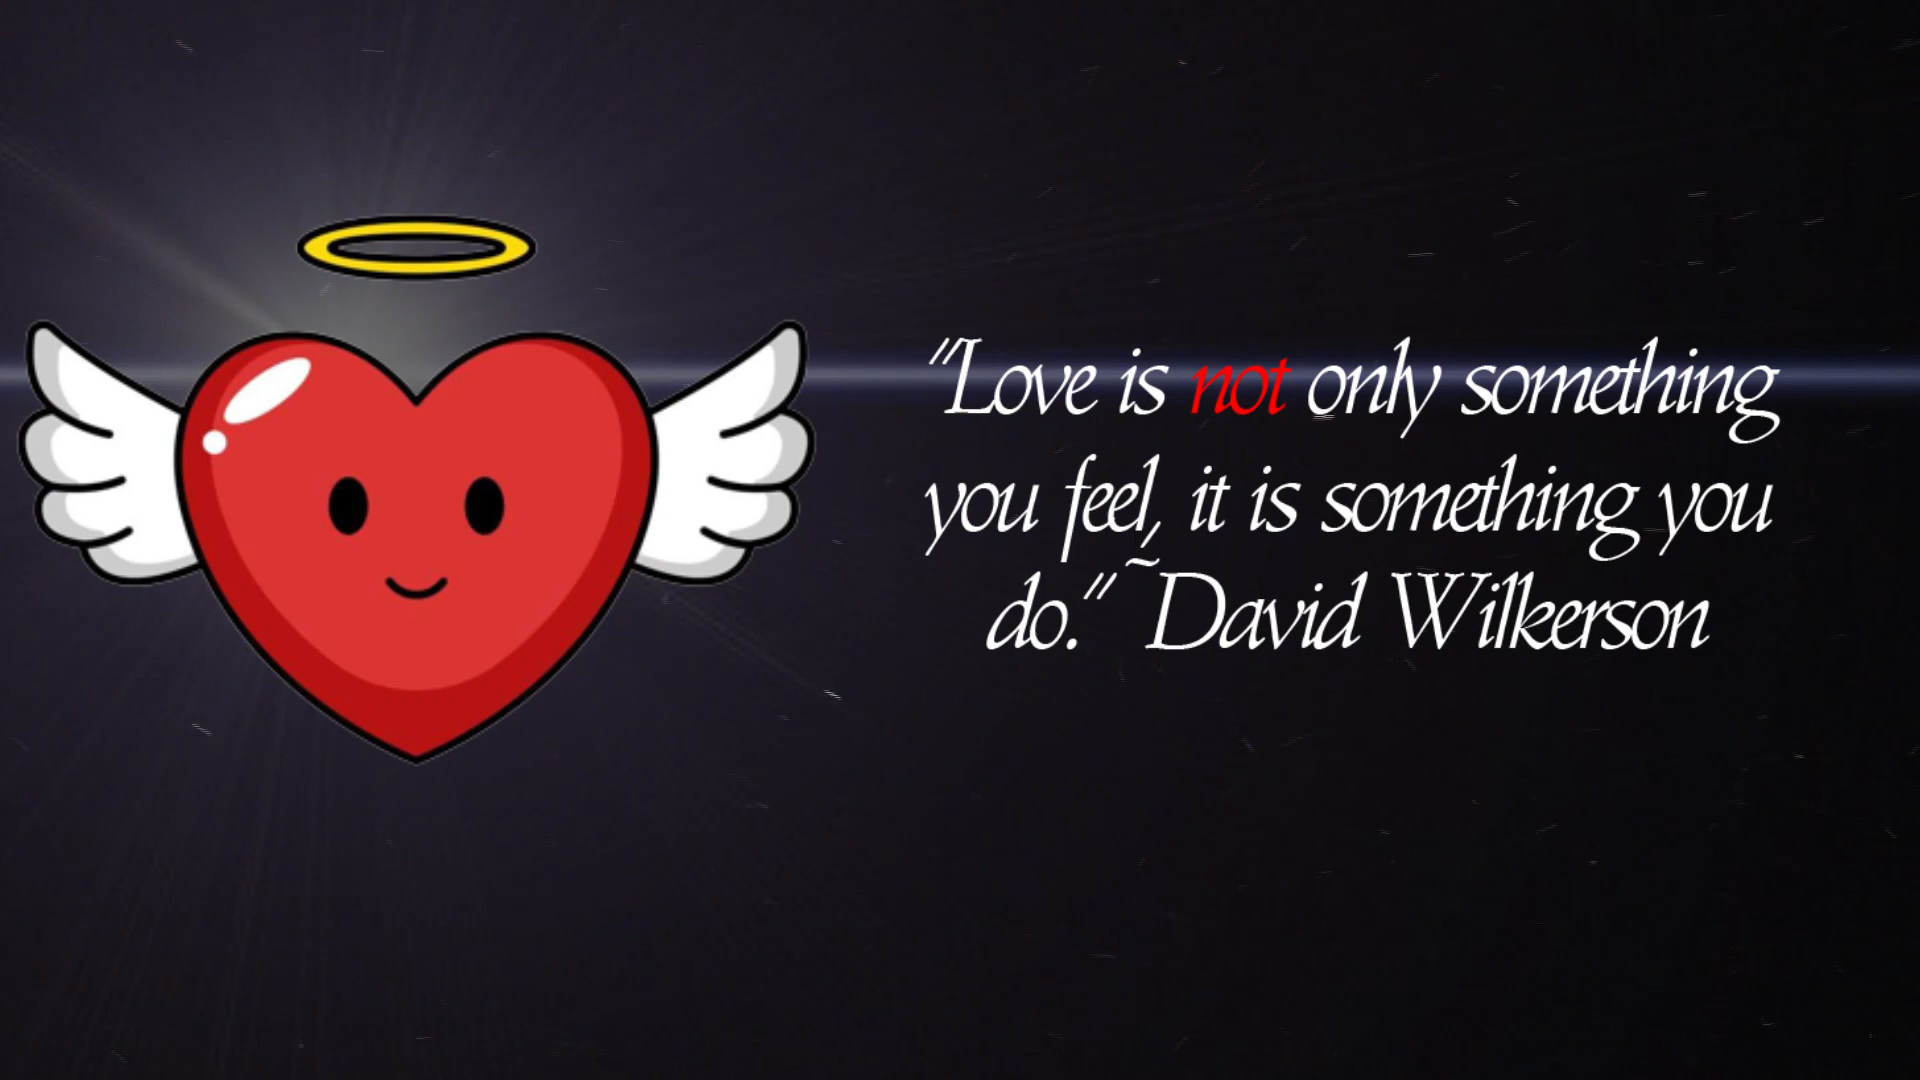 "Love is not only something
you feel, it is something you
do." ~David Wilkerson